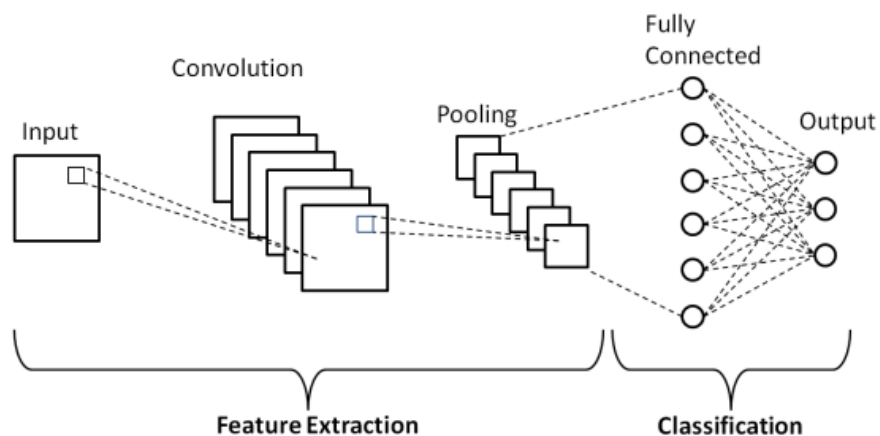 Input
Convolution
Pooling
Fully
Connected
Output
Feature Extraction
Classification